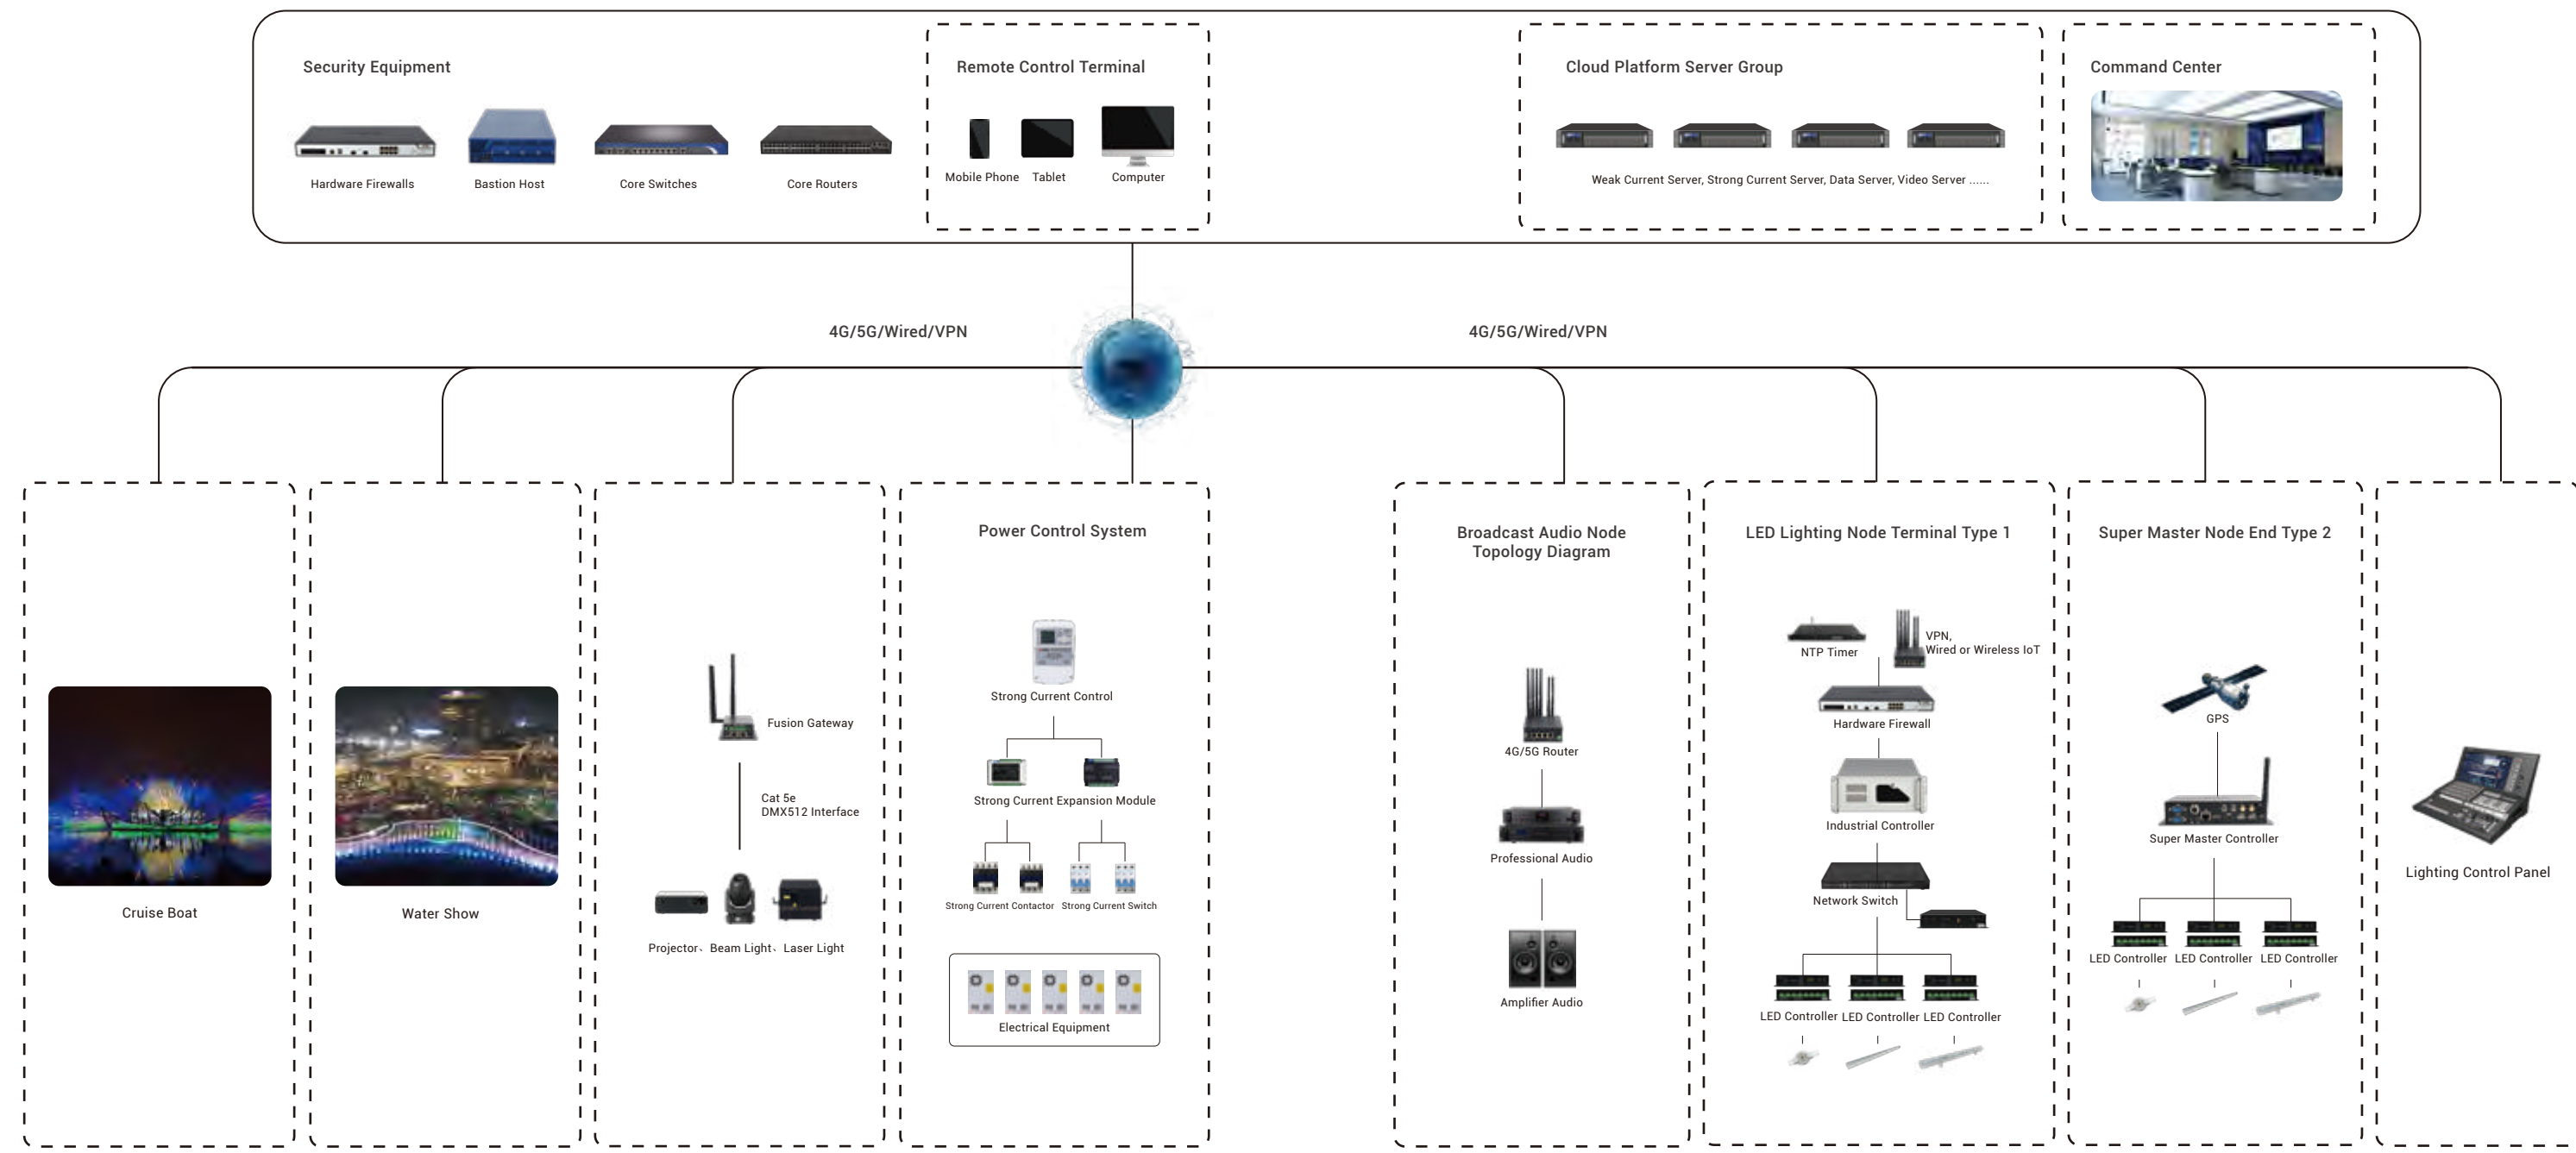 Security Equipment
Remote Control Terminal
Cloud Platform Server Group
Command Center
Hardware Firewalls
Bastion Host
Core Switches
Core Routers
Mobile Phone
Tablet
Computer
Weak Current Server, Strong Current Server, Data Server, Video Server ......
4G/5G/Wired/VPN
4G/5G/Wired/VPN
Cruise Boat
Water Show
Fusion Gateway
Cat 5e
DMX512 Interface
Projector、Beam Light、Laser Light
Power Control System
Strong Current Control
Strong Current Expansion Module
Strong Current Contactor
Strong Current Switch
Electrical Equipment
Broadcast Audio Node
Topology Diagram
4G/5G Router
Professional Audio
Amplifier Audio
LED Lighting Node Terminal Type 1
NTP Timer
VPN,
Wired or Wireless IoT
Hardware Firewall
Industrial Controller
Network Switch
LED Controller
LED Controller
LED Controller
Super Master Node End Type 2
GPS
Super Master Controller
LED Controller
LED Controller
LED Controller
Lighting Control Panel